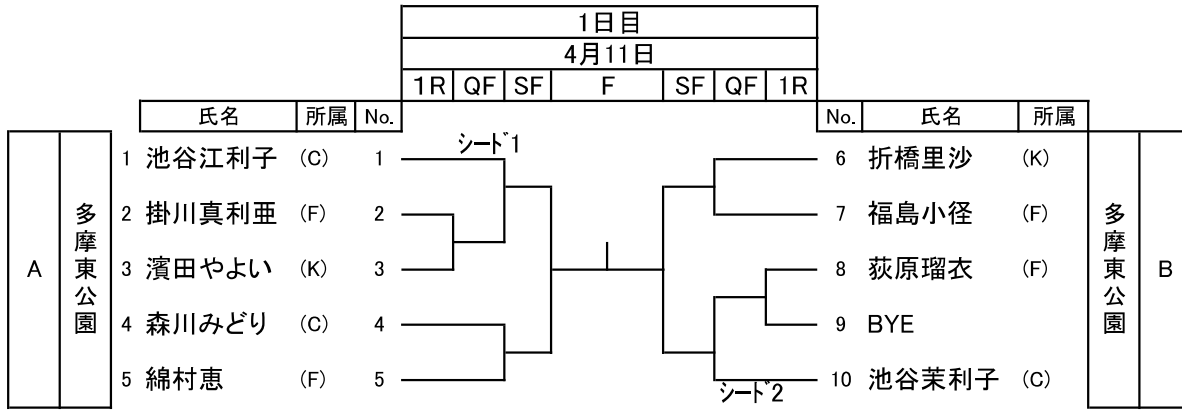 1日目
4月11日
1R QF SF F SF QF 1R
氏名 所属 No. No. 氏名 所属
シード1
1 池谷江利子 (C) 1 6 折橋里沙 (K)
2 掛川真利亜 (F) 2 7 福島小径 (F)
3 濱田やよい (K) 3 8 荻原瑠衣 (F)
4 森川みどり (C) 4 9 BYE
5 綿村恵 (F) 5 10 池谷茉利子 (C)
シード2
A 多摩東公園
多摩東公園 B